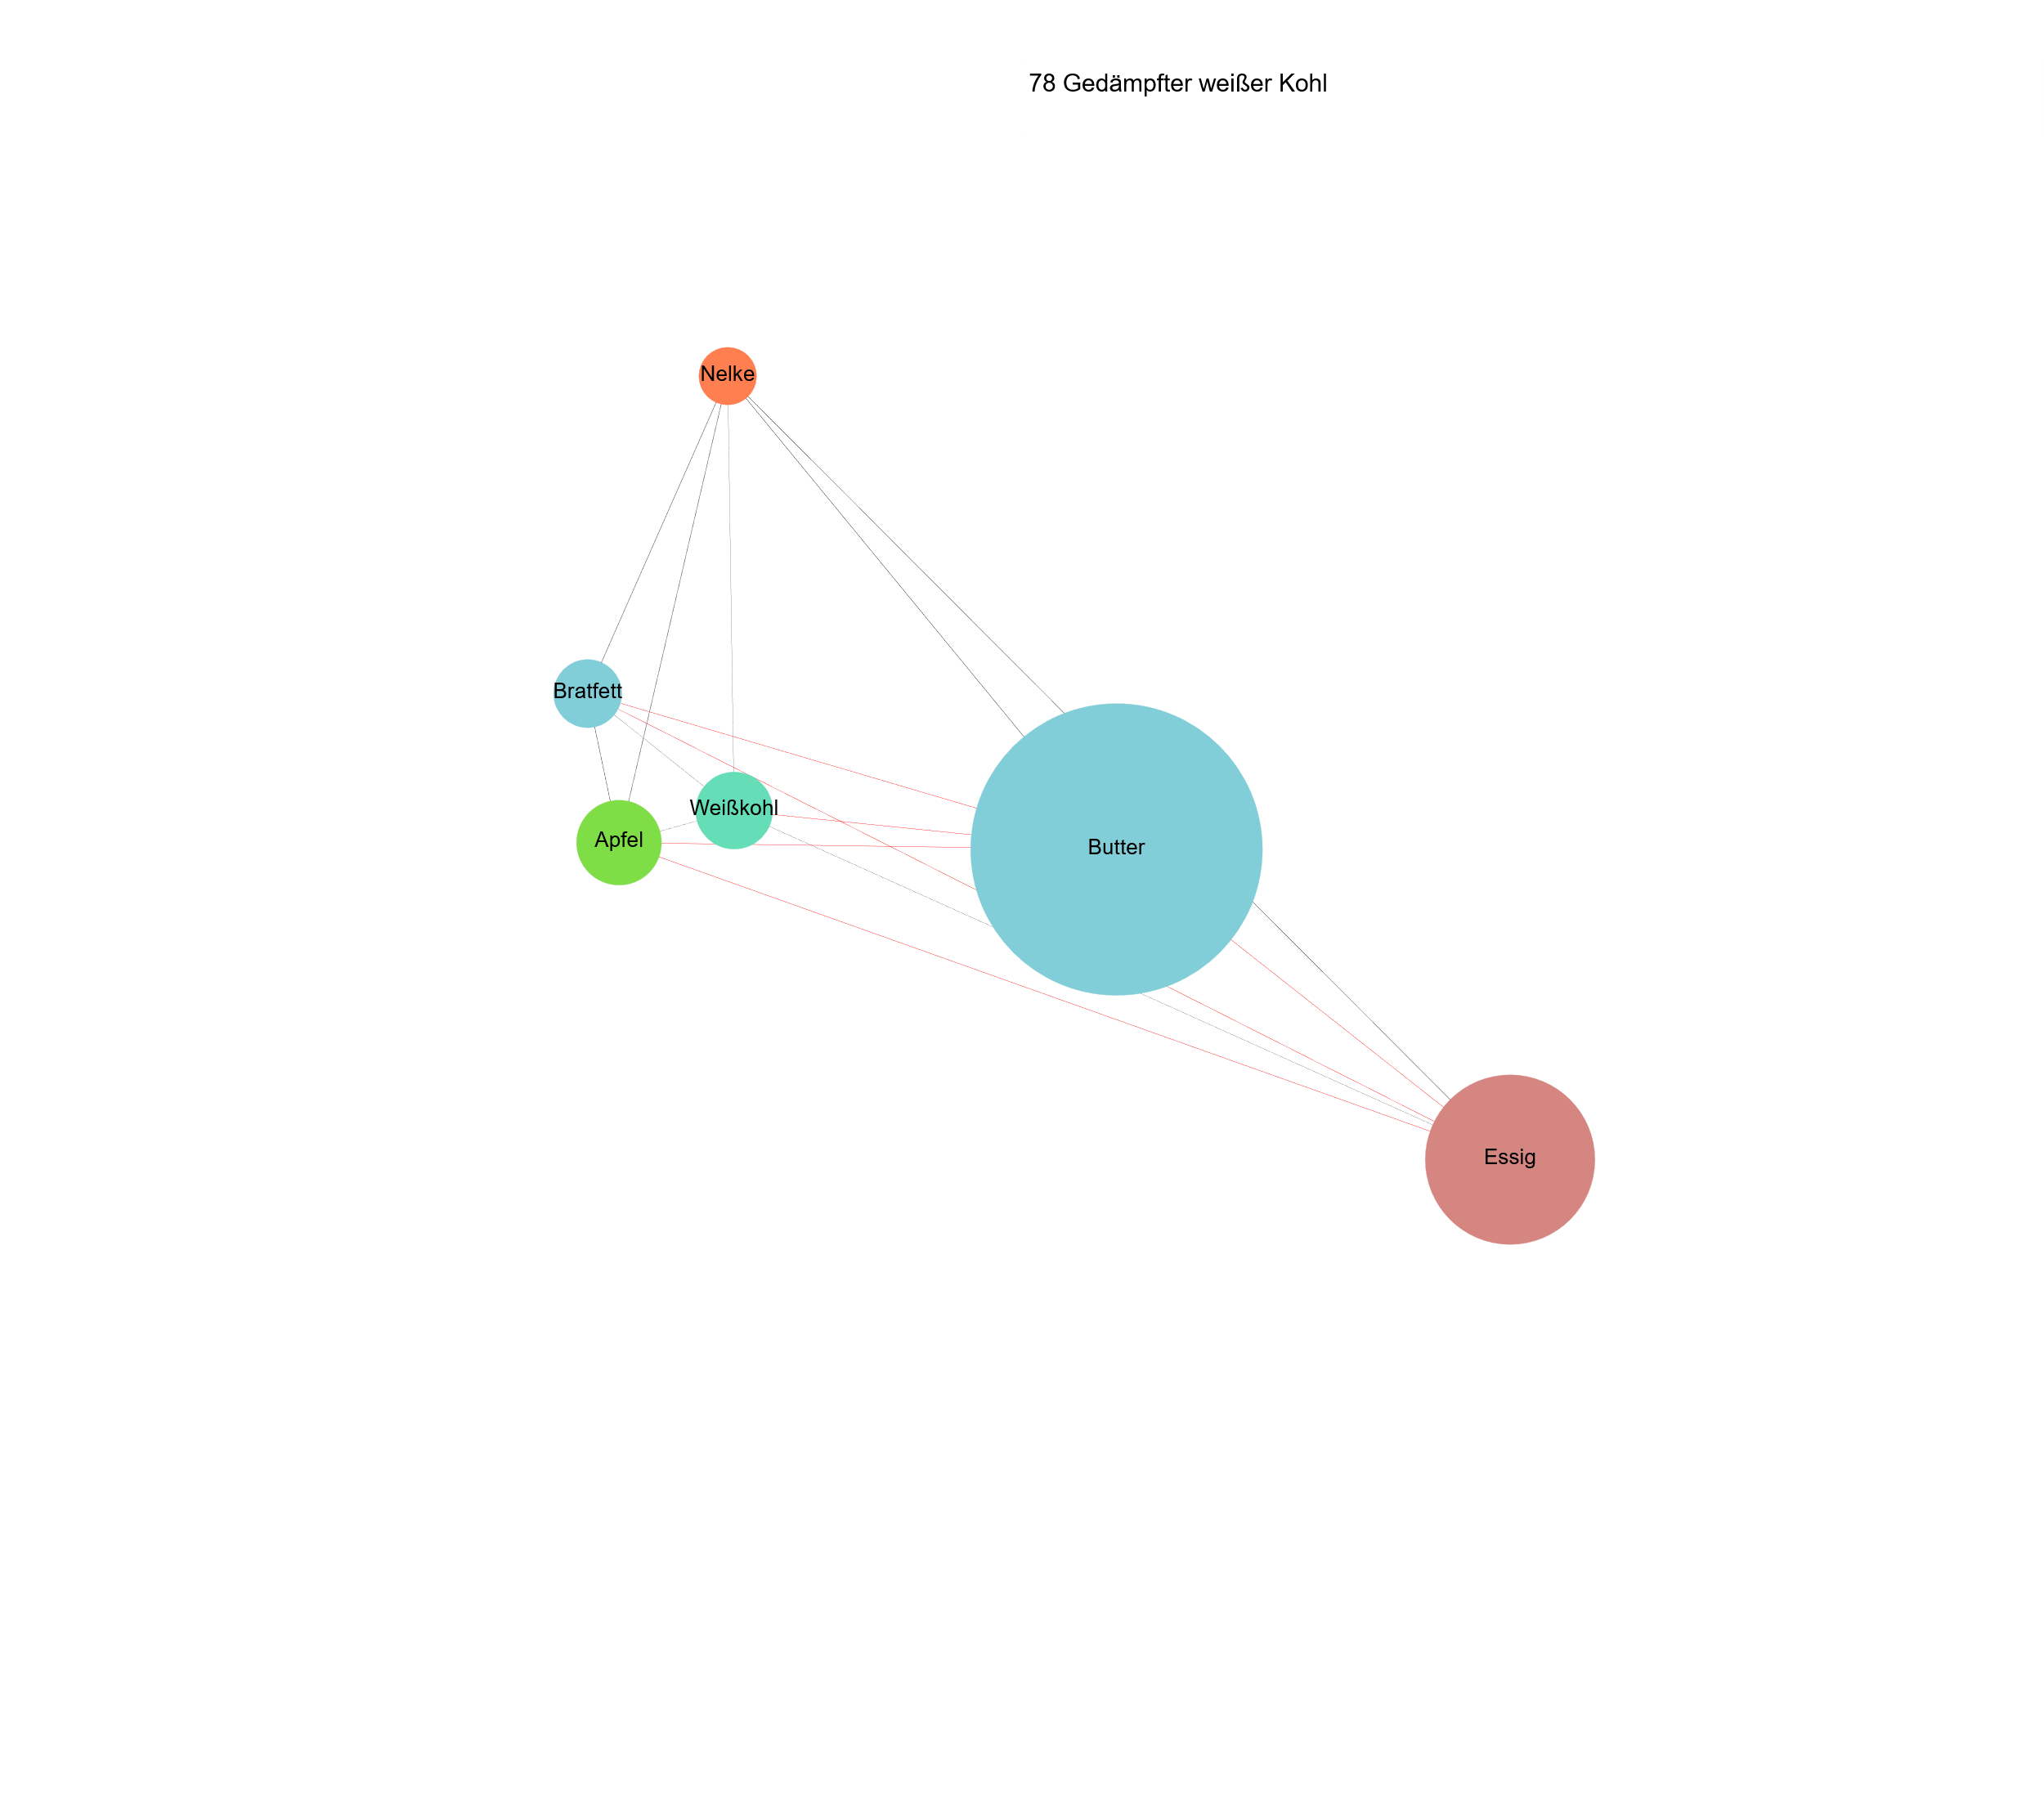 78 Gedämpfter weißer Kohl
Nelke
Bratfett
Weißkohl
Apfel
Butter
Essig